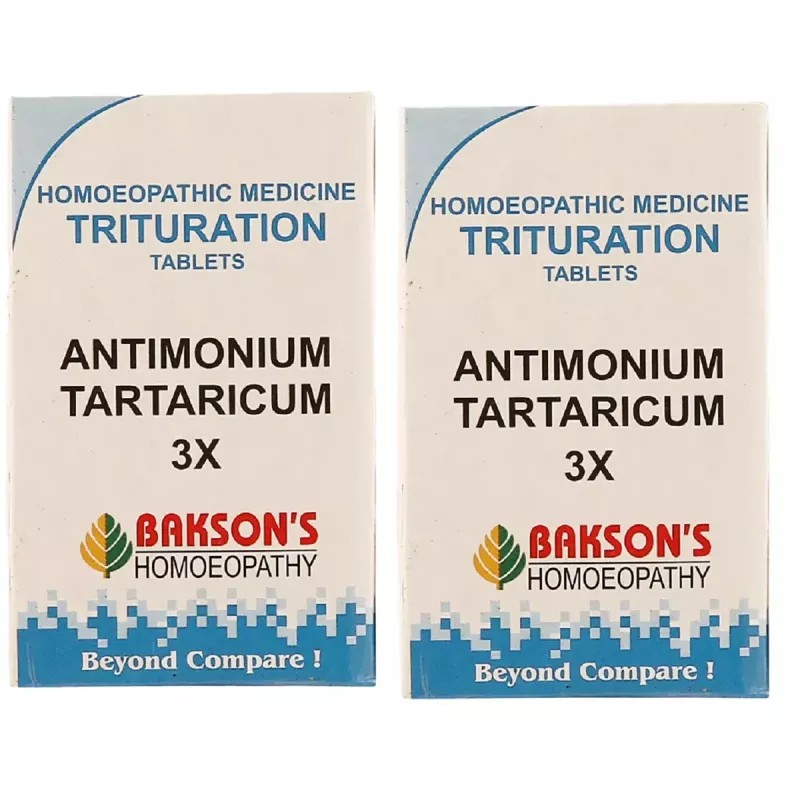 HOMOEOPATHIC MEDICINE
TRITURATION
TABLETS
ANTIMONIUM
TARTARICUM
3X
BAKSON'S
HOMOEOPATHY
Beyond Compare !
HOMOEOPATHIC MEDICINE
TRITURATION
TABLETS
ANTIMONIUM
TARTARICUM
3X
BAKSON'S
HOMOEOPATHY
Beyond Compare !